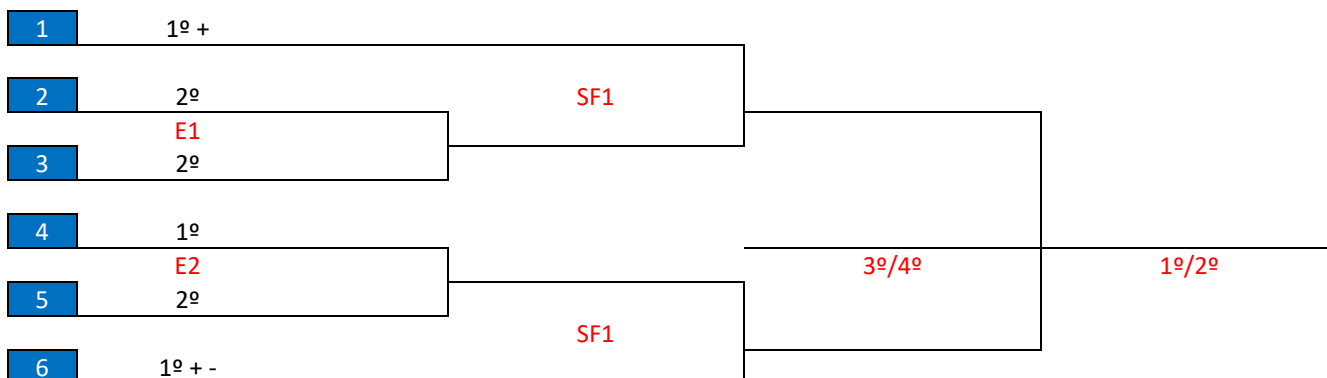 1 1º +
2 2º SF1
E1
3 2º
4 1º
E2 3º/4º 1º/2º
5 2º
SF1
6 1º + -